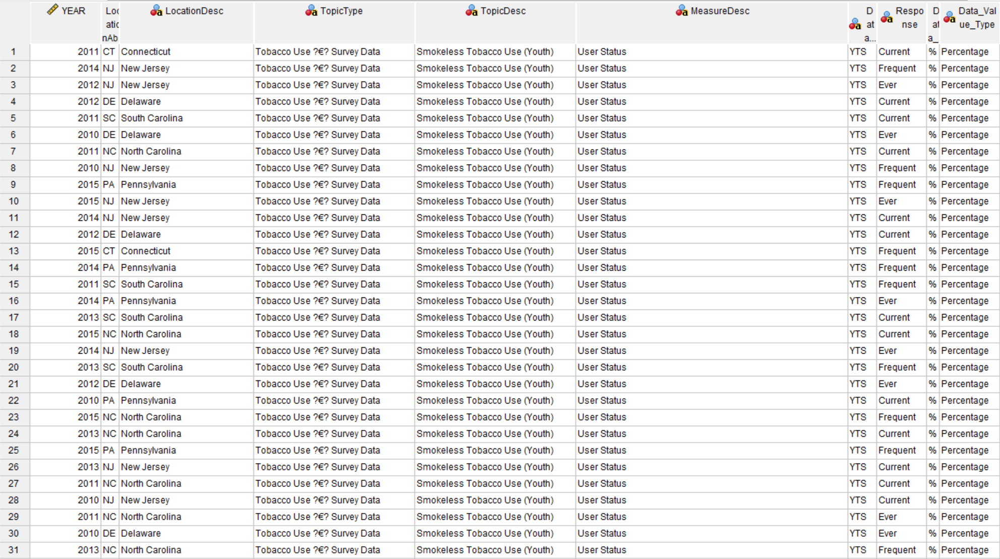 YEAR Loc atio nAb LocationDesc TopicType TopicDesc MeasureDesc D at a... Respo nse D at a_ Data_Val ue_Type
1 2011 CT Connecticut Tobacco Use ?€? Survey Data Smokeless Tobacco Use (Youth) User Status YTS Current % Percentage
2 2014 NJ New Jersey Tobacco Use ?€? Survey Data Smokeless Tobacco Use (Youth) User Status YTS Frequent % Percentage
3 2012 NJ New Jersey Tobacco Use ?€? Survey Data Smokeless Tobacco Use (Youth) User Status YTS Ever % Percentage
4 2012 DE Delaware Tobacco Use ?€? Survey Data Smokeless Tobacco Use (Youth) User Status YTS Current % Percentage
5 2011 SC South Carolina Tobacco Use ?€? Survey Data Smokeless Tobacco Use (Youth) User Status YTS Current % Percentage
6 2010 DE Delaware Tobacco Use ?€? Survey Data Smokeless Tobacco Use (Youth) User Status YTS Ever % Percentage
7 2011 NC North Carolina Tobacco Use ?€? Survey Data Smokeless Tobacco Use (Youth) User Status YTS Current % Percentage
8 2010 NJ New Jersey Tobacco Use ?€? Survey Data Smokeless Tobacco Use (Youth) User Status YTS Frequent % Percentage
9 2015 PA Pennsylvania Tobacco Use ?€? Survey Data Smokeless Tobacco Use (Youth) User Status YTS Frequent % Percentage
10 2015 NJ New Jersey Tobacco Use ?€? Survey Data Smokeless Tobacco Use (Youth) User Status YTS Ever % Percentage
11 2014 NJ New Jersey Tobacco Use ?€? Survey Data Smokeless Tobacco Use (Youth) User Status YTS Current % Percentage
12 2012 DE Delaware Tobacco Use ?€? Survey Data Smokeless Tobacco Use (Youth) User Status YTS Current % Percentage
13 2015 CT Connecticut Tobacco Use ?€? Survey Data Smokeless Tobacco Use (Youth) User Status YTS Frequent % Percentage
14 2014 PA Pennsylvania Tobacco Use ?€? Survey Data Smokeless Tobacco Use (Youth) User Status YTS Frequent % Percentage
15 2011 SC South Carolina Tobacco Use ?€? Survey Data Smokeless Tobacco Use (Youth) User Status YTS Frequent % Percentage
16 2014 PA Pennsylvania Tobacco Use ?€? Survey Data Smokeless Tobacco Use (Youth) User Status YTS Ever % Percentage
17 2013 SC South Carolina Tobacco Use ?€? Survey Data Smokeless Tobacco Use (Youth) User Status YTS Current % Percentage
18 2015 NC North Carolina Tobacco Use ?€? Survey Data Smokeless Tobacco Use (Youth) User Status YTS Current % Percentage
19 2014 NJ New Jersey Tobacco Use ?€? Survey Data Smokeless Tobacco Use (Youth) User Status YTS Ever % Percentage
20 2013 SC South Carolina Tobacco Use ?€? Survey Data Smokeless Tobacco Use (Youth) User Status YTS Frequent % Percentage
21 2012 DE Delaware Tobacco Use ?€? Survey Data Smokeless Tobacco Use (Youth) User Status YTS Ever % Percentage
22 2010 PA Pennsylvania Tobacco Use ?€? Survey Data Smokeless Tobacco Use (Youth) User Status YTS Current % Percentage
23 2015 NC North Carolina Tobacco Use ?€? Survey Data Smokeless Tobacco Use (Youth) User Status YTS Frequent % Percentage
24 2013 NC North Carolina Tobacco Use ?€? Survey Data Smokeless Tobacco Use (Youth) User Status YTS Current % Percentage
25 2015 PA Pennsylvania Tobacco Use ?€? Survey Data Smokeless Tobacco Use (Youth) User Status YTS Frequent % Percentage
26 2013 NJ New Jersey Tobacco Use ?€? Survey Data Smokeless Tobacco Use (Youth) User Status YTS Current % Percentage
27 2011 NC North Carolina Tobacco Use ?€? Survey Data Smokeless Tobacco Use (Youth) User Status YTS Current % Percentage
28 2010 NJ New Jersey Tobacco Use ?€? Survey Data Smokeless Tobacco Use (Youth) User Status YTS Current % Percentage
29 2011 NC North Carolina Tobacco Use ?€? Survey Data Smokeless Tobacco Use (Youth) User Status YTS Ever % Percentage
30 2010 DE Delaware Tobacco Use ?€? Survey Data Smokeless Tobacco Use (Youth) User Status YTS Ever % Percentage
31 2013 NC North Carolina Tobacco Use ?€? Survey Data Smokeless Tobacco Use (Youth) User Status YTS Frequent % Percentage